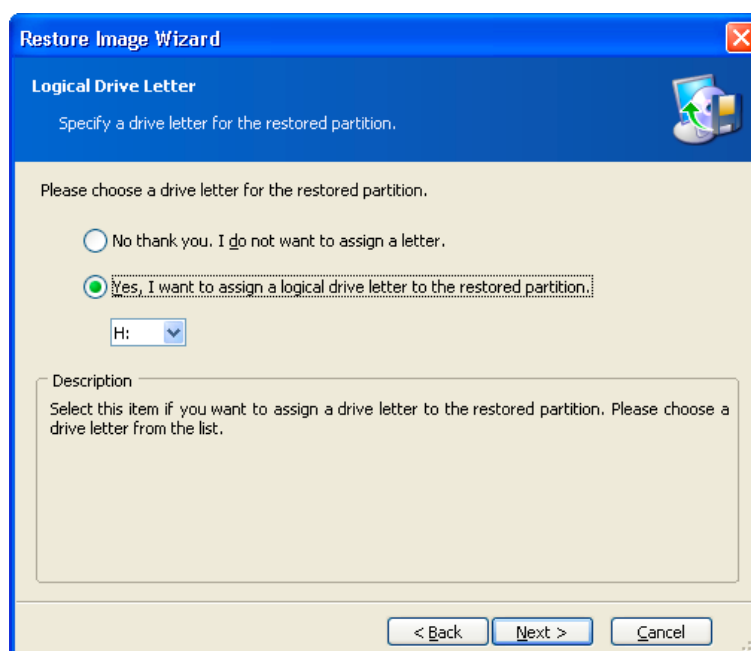 Restore Image Wizard
Logical Drive Letter
Specify a drive letter for the restored partition.
Please choose a drive letter for the restored partition.
No thank you. I do not want to assign a letter.
Yes, I want to assign a logical drive letter to the restored partition.
H:
Description
Select this item if you want to assign a drive letter to the restored partition. Please choose a
drive letter from the list.
< Back Next > Cancel